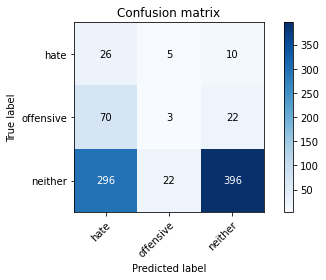 Confusion matrix
hate 26 5 10
offensive 70 3 22
neither 296 22 396
hate offensive neither
True label
Predicted label
350
300
250
200
150
100
50